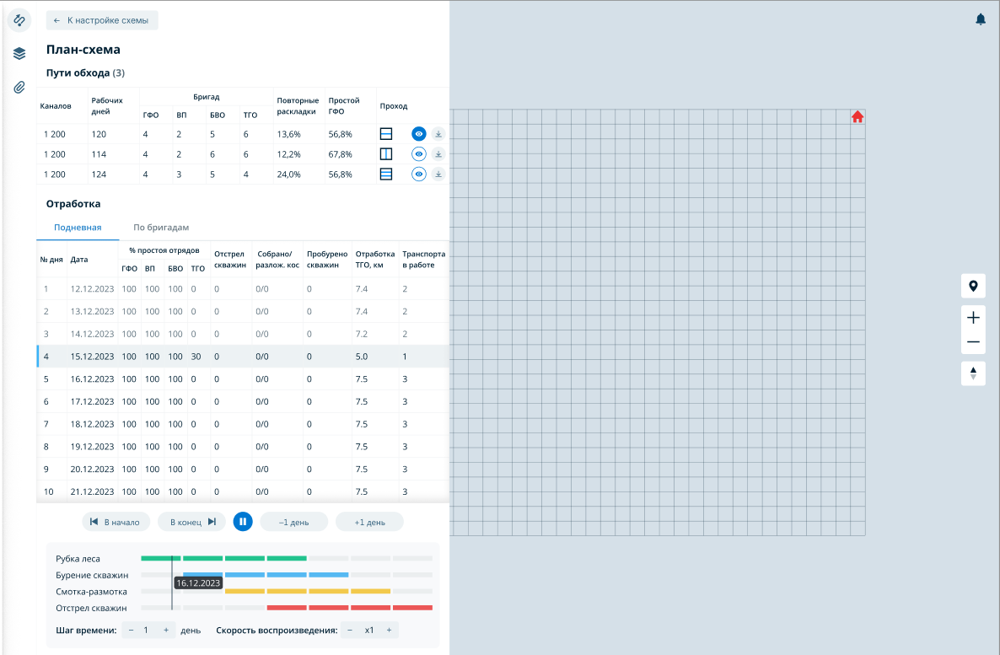 ← К настройке схемы
План-схема
Пути обхода (3)
Каналов Рабочих дней Бригад Повторные раскладки Простой ГФО Проход
ГФО ВП БВО ТГО
1 200 120 4 2 5 6 13,6% 56,8%
1 200 114 4 2 6 6 12,2% 67,8%
1 200 124 4 3 5 4 24,0% 56,8%
Отработка
Подневная По бригадам
№ дня Дата % простоя отрядов Отстрел скважин Собрано/ разлож. кос Пробурено скважин Отработка ТГО, км Транспорта в работе
ГФО ВП БВО ТГО
1 12.12.2023 100 100 100 0 0 0/0 0 7.4 2
2 13.12.2023 100 100 100 0 0 0/0 0 7.4 2
3 14.12.2023 100 100 100 0 0 0/0 0 7.2 2
4 15.12.2023 100 100 100 30 0 0/0 0 5.0 1
5 16.12.2023 100 100 100 0 0 0/0 0 7.5 3
6 17.12.2023 100 100 100 0 0 0/0 0 7.5 3
7 18.12.2023 100 100 100 0 0 0/0 0 7.5 3
8 19.12.2023 100 100 100 0 0 0/0 0 7.5 3
9 20.12.2023 100 100 100 0 0 0/0 0 7.5 3
10 21.12.2023 100 100 100 0 0 0/0 0 7.5 3
В начало В конец –1 день +1 день
Рубка леса
Бурение скважин
16.12.2023
Смотка-размотка
Отстрел скважин
Шаг времени: – 1 + день Скорость воспроизведения: – x1 +